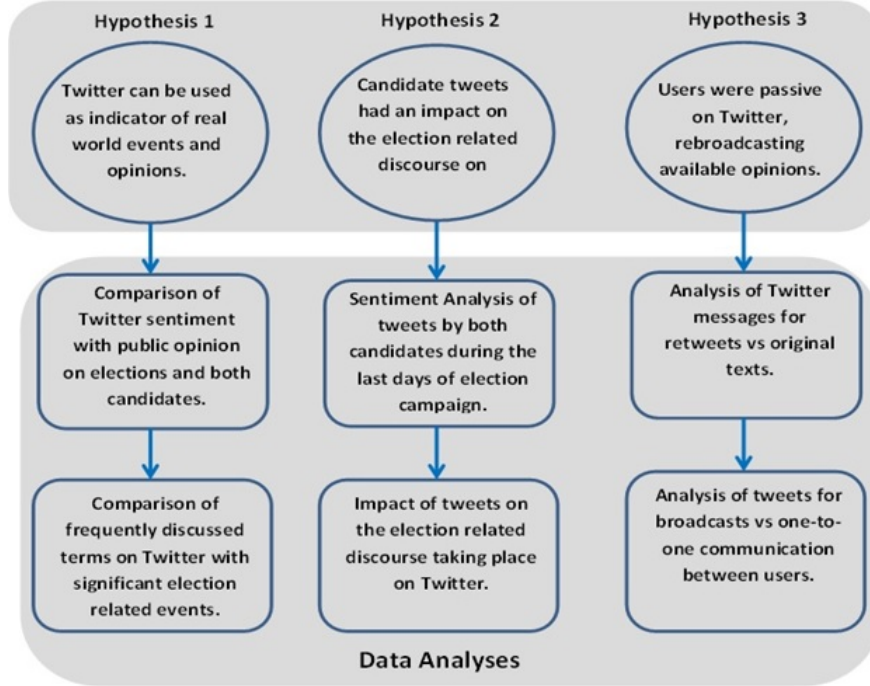 Hypothesis 1
Twitter can be used
as indicator of real
world events and
opinions.
Comparison of
Twitter sentiment
with public opinion
on elections and both
candidates.
Comparison of
frequently discussed
terms on Twitter with
significant election
related events.
Hypothesis 2
Candidate tweets
had an impact on
the election related
discourse on
Sentiment Analysis of
tweets by both
candidates during the
last days of election
campaign.
Impact of tweets on
the election related
discourse taking place
on Twitter.
Hypothesis 3
Users were passive
on Twitter,
rebroadcasting
available opinions.
Analysis of Twitter
messages for
retweets vs original
texts.
Analysis of tweets for
broadcasts vs one-to-
one communication
between users.
Data Analyses